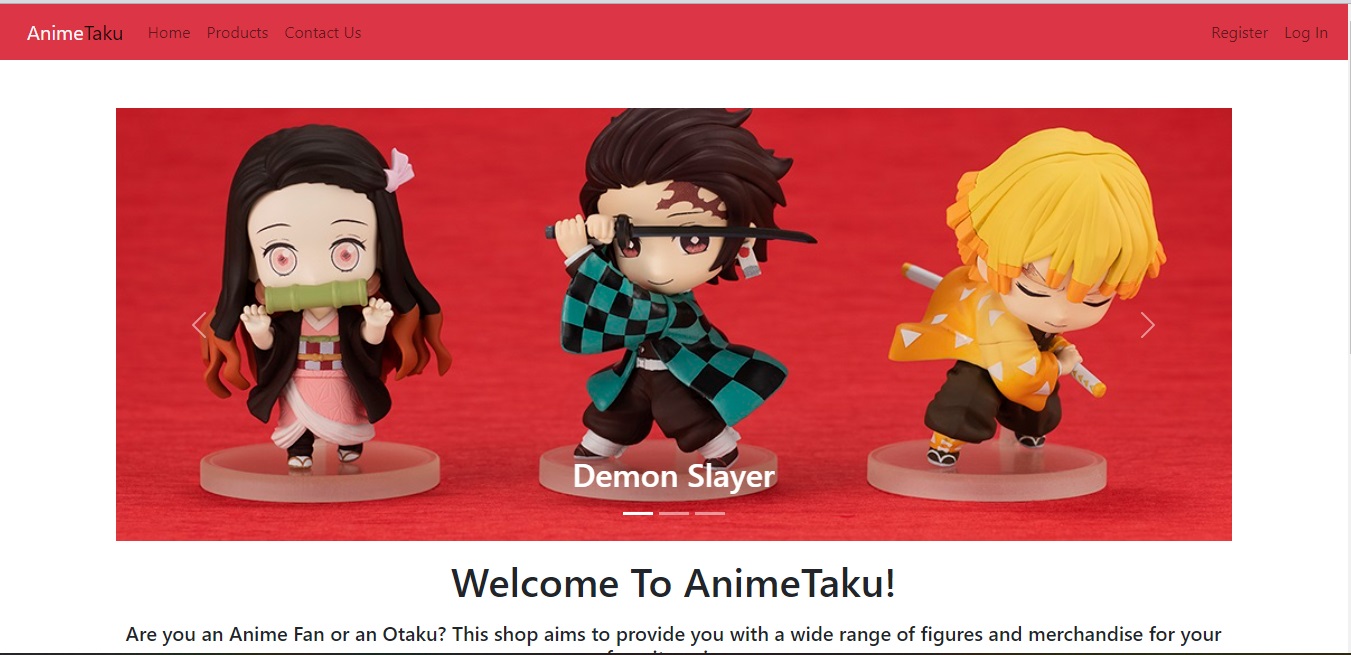 AnimeTaku Home Products Contact Us Register Log In
Demon Slayer
Welcome To AnimeTaku!
Are you an Anime Fan or an Otaku? This shop aims to provide you with a wide range of figures and merchandise for your